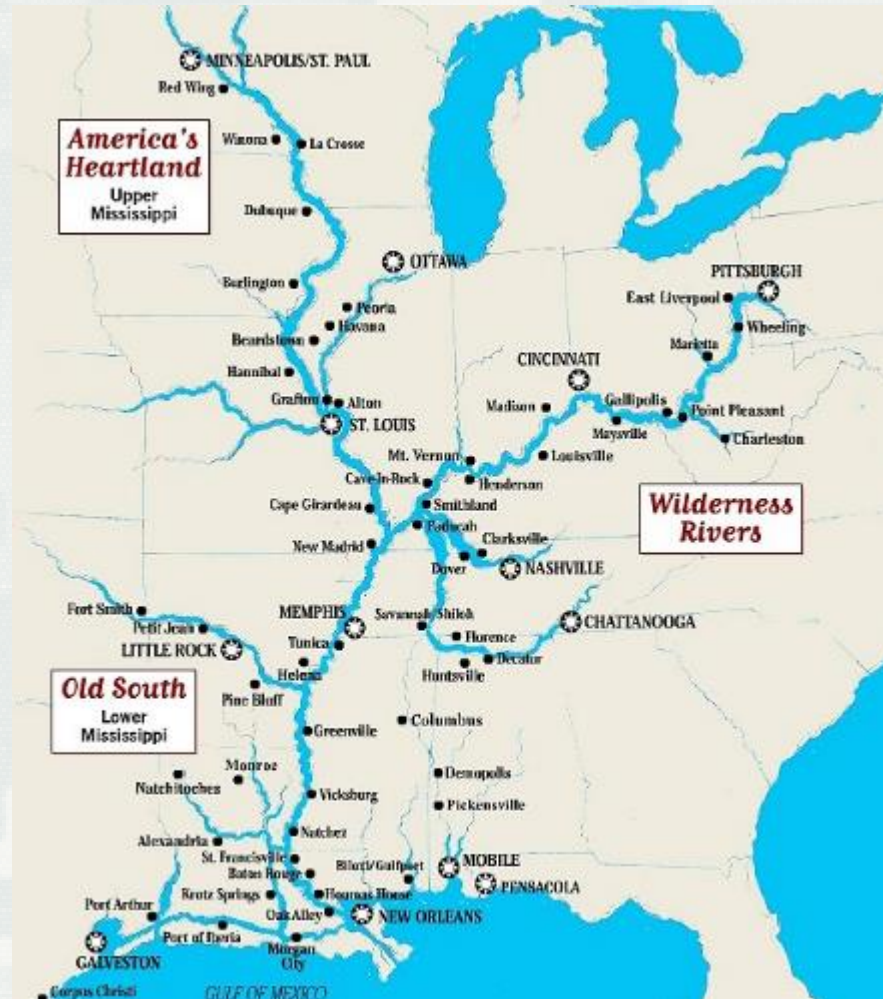 MINNEAPOLIS/ST. PAUL
Red Wing
America's
Heartland
Upper
Mississippi
Winona
La Crosse
Dubuque
OTTAWA
PITTSBURGH
Burlington
East Liverpool
Peoria
Havana
Wheeling
Beardstown
Marietta
CINCINNATI
Hannibal
Grafton
Alton
Madison
Gallipolis
Point Pleasant
ST. LOUIS
Maysville
Charleston
Mt. Vernon
Louisville
Cave-In-Rock
Henderson
Wilderness
Rivers
Cape Girardeau
Smithland
Paducah
New Madrid
Clarksville
Dover
NASHVILLE
Fort Smith
MEMPHIS
Savannah/Shiloh
CHATTANOOGA
Petit Jean
Tunica
Florence
LITTLE ROCK
Decatur
Helena
Huntsville
Old South
Lower
Mississippi
Pine Bluff
Columbus
Greenville
Monroe
Demopolis
Natchitoches
Vicksburg
Pickensville
Natchez
Alexandria
St. Francisville
Biloxi/Gulfport
MOBILE
Baton Rouge
PENSACOLA
Krotz Springs
Houmas House
Port Arthur
Oak Alley
NEW ORLEANS
Port of Iberia
Morgan
City
GALVESTON
Corpus Christi
GULF OF MEXICO